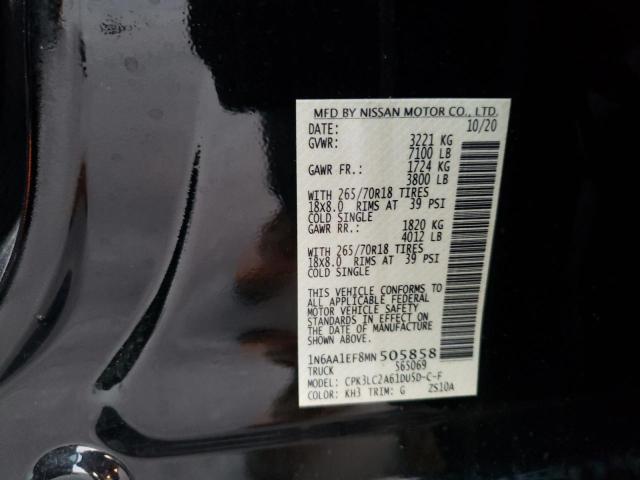 MFD BY NISSAN MOTOR CO., LTD.
DATE: 10/20
GVWR: 3221 KG
7100 LB
GAWR FR.: 1724 KG
3800 LB
WITH 265/70R18 TIRES
18X8.0 RIMS AT 39 PSI
COLD SINGLE
GAWR RR.: 1820 KG
4012 LB
WITH 265/70R18 TIRES
18X8.0 RIMS AT 39 PSI
COLD SINGLE
THIS VEHICLE CONFORMS TO
ALL APPLICABLE FEDERAL
MOTOR VEHICLE SAFETY
STANDARDS IN EFFECT ON
THE DATE OF MANUFACTURE
SHOWN ABOVE.
1N6AA1EF8MN505858
TRUCK S65069
MODEL: CPK3LC2A61DU5D-C-F
COLOR: KH3 TRIM: G ZS10A